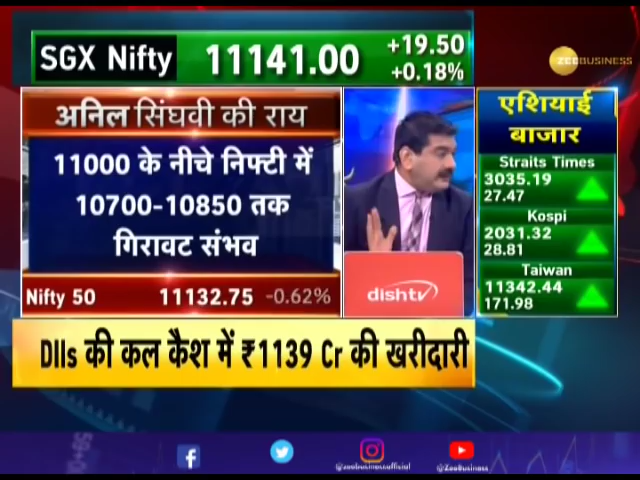 SGX Nifty 11141.00 +19.50
+0.18%
ZEEBUSINESS
अनिल सिंघवी की राय
11000 के नीचे निफ्टी में
10700-10850 तक
गिरावट संभव
Nifty 50 11132.75 -0.62%
dishtv
एशियाई
बाजार
Straits Times
3035.19
27.47
Kospi
2031.32
28.81
Taiwan
11342.44
171.98
DIIs की कल कैश में ₹1139 Cr की खरीदारी
@zeebusinessofficial
@ZeeBusiness